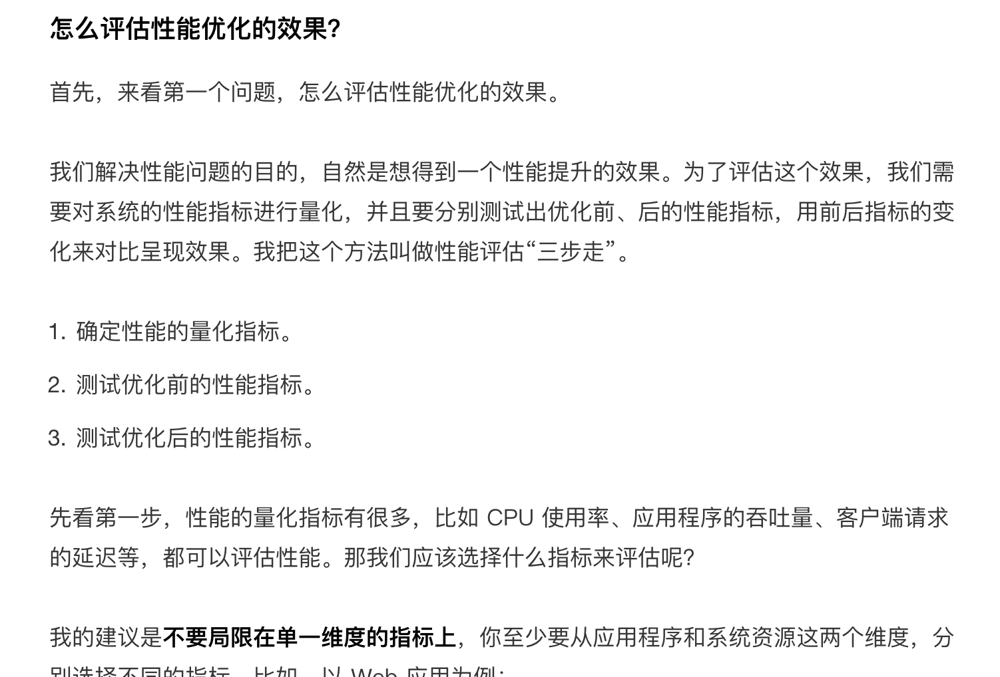 怎么评估性能优化的效果？
首先，来看第一个问题，怎么评估性能优化的效果。
我们解决性能问题的目的，自然是想得到一个性能提升的效果。为了评估这个效果，我们需
要对系统的性能指标进行量化，并且要分别测试出优化前、后的性能指标，用前后指标的变
化来对比呈现效果。我把这个方法叫做性能评估“三步走”。
1. 确定性能的量化指标。
2. 测试优化前的性能指标。
3. 测试优化后的性能指标。
先看第一步，性能的量化指标有很多，比如 CPU 使用率、应用程序的吞吐量、客户端请求
的延迟等，都可以评估性能。那我们应该选择什么指标来评估呢？
我的建议是不要局限在单一维度的指标上，你至少要从应用程序和系统资源这两个维度，分
别选择不同的指标。比如，以 Web 应用为例：